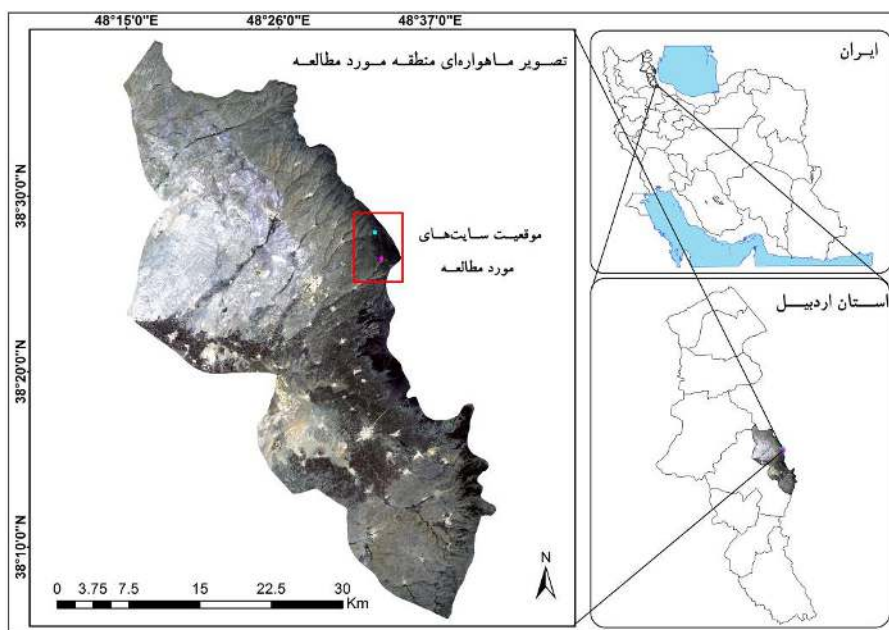 48°15'0"E
48°26'0"E
48°37'0"E
تصویر ماهواره‌ای منطقه مورد مطالعه
ایران
38°30'0"N
موقعیت سایت‌های
مورد مطالعه
استان اردبیل
38°20'0"N
38°10'0"N
N
0 3.75 7.5 15 22.5 30
Km